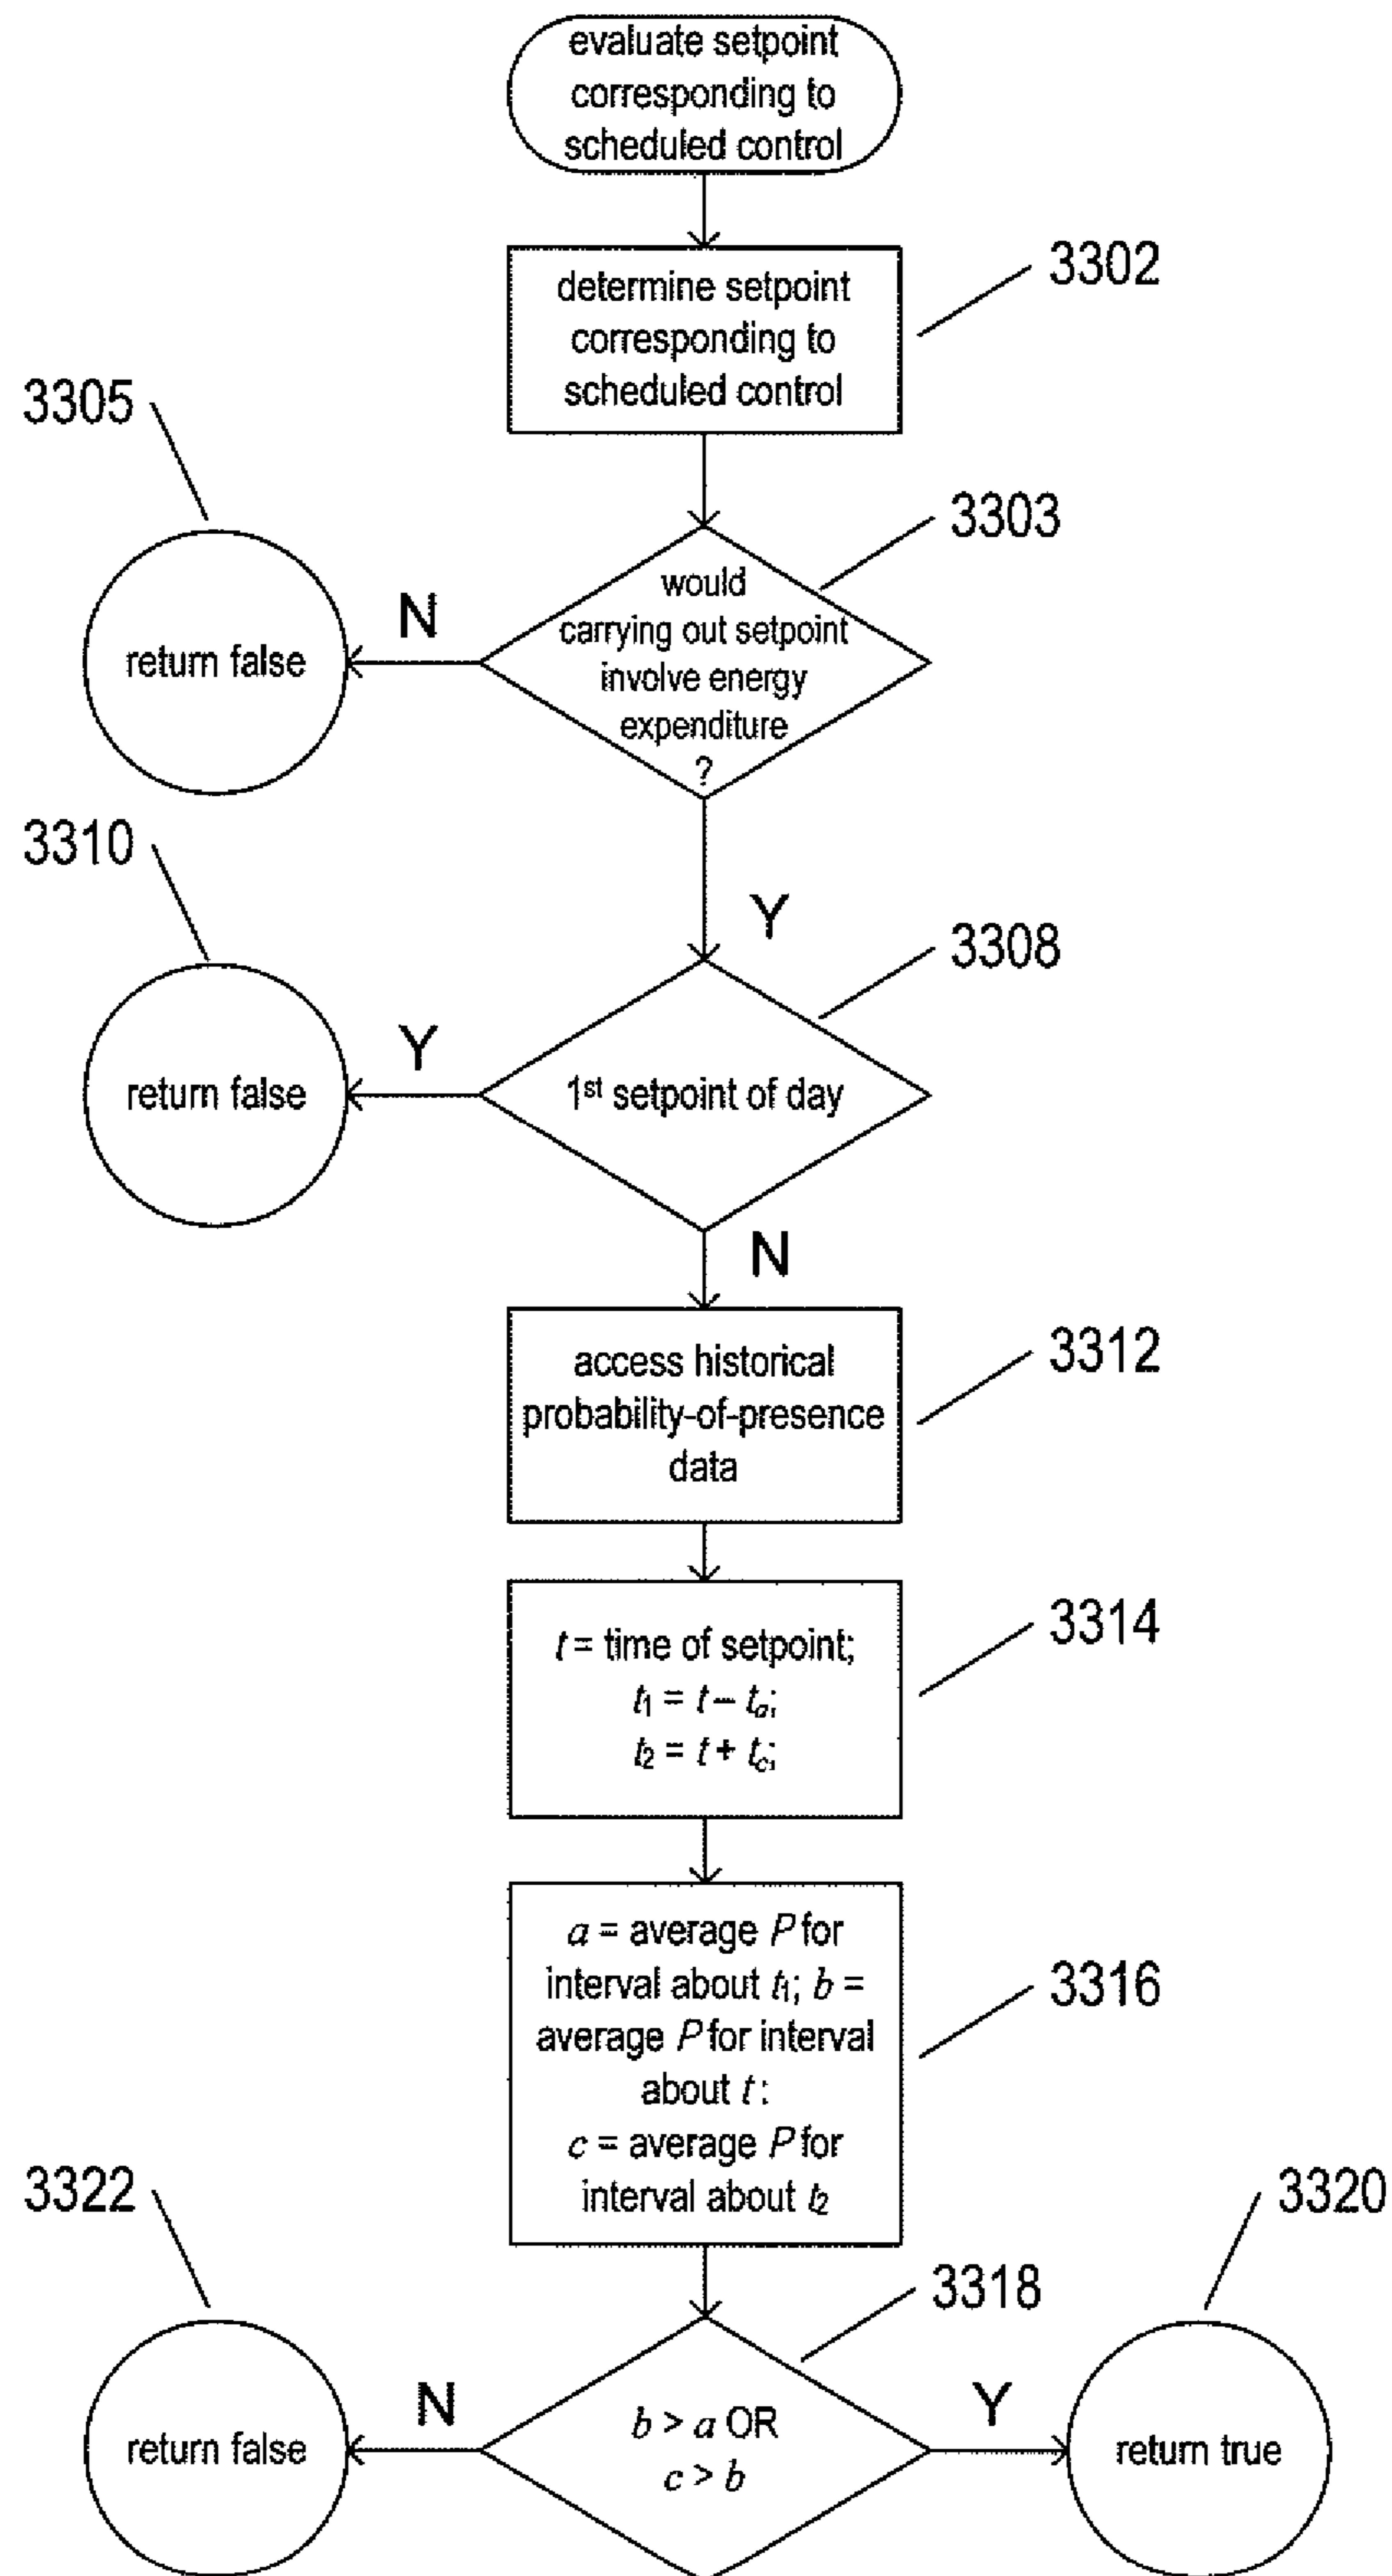 evaluate setpoint
corresponding to
scheduled control
determine setpoint
corresponding to
scheduled control
3302
3305
3303
would
carrying out setpoint
involve energy
expenditure
?
N
return false
3310
Y
3308
Y
1st setpoint of day
return false
N
access historical
probability-of-presence
data
3312
t = time of setpoint;
t1 = t – ta;
t2 = t + tc;
3314
a = average P for
interval about t1; b =
average P for interval
about t :
c = average P for
interval about t2
3316
3322
3320
3318
N
b > a OR
c > b
Y
return false
return true